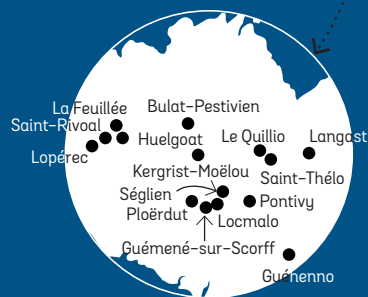 La Feuillée
Bulat-Pestivien
Saint-Rivoal
Huelgoat
Le Quillio
Langast
Lopérec
Kergrist-Moëlou
Saint-Thélo
Séglien
Pontivy
Ploërdut
Locmalo
Guémené-sur-Scorff
Guénenno